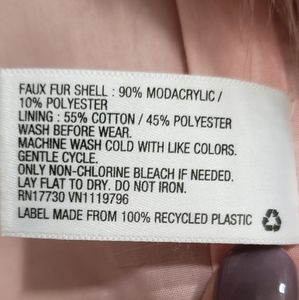 FAUX FUR SHELL : 90% MODACRYLIC /
10% POLYESTER
LINING : 55% COTTON / 45% POLYESTER
WASH BEFORE WEAR.
MACHINE WASH COLD WITH LIKE COLORS.
GENTLE CYCLE.
ONLY NON-CHLORINE BLEACH IF NEEDED.
LAY FLAT TO DRY. DO NOT IRON.
RN17730 VN1119796
LABEL MADE FROM 100% RECYCLED PLASTIC